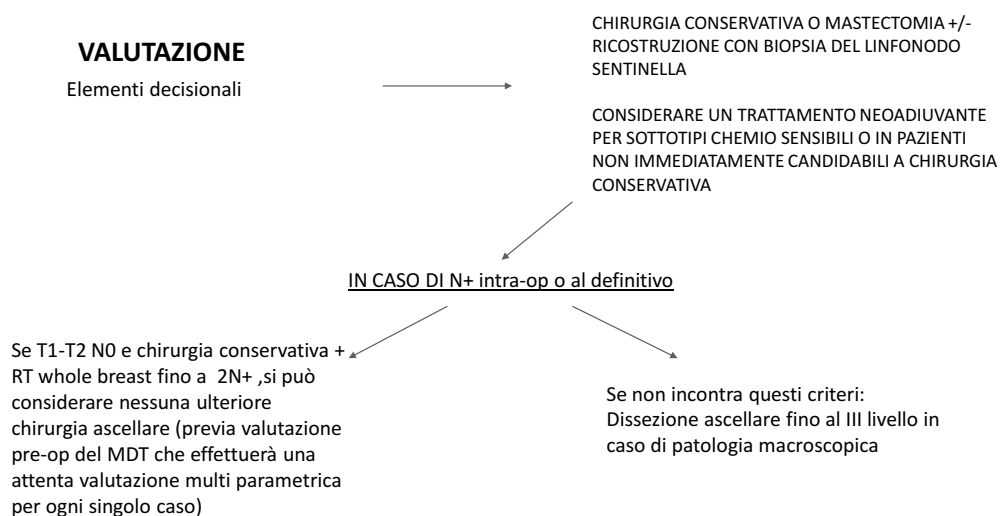 VALUTAZIONE
Elementi decisionali
CHIRURGIA CONSERVATIVA O MASTECTOMIA +/-
RICOSTRUZIONE CON BIOPSIA DEL LINFONODO
SENTINELLA
CONSIDERARE UN TRATTAMENTO NEOADIUVANTE
PER SOTTOTIPI CHEMIO SENSIBILI O IN PAZIENTI
NON IMMEDIATAMENTE CANDIDABILI A CHIRURGIA
CONSERVATIVA
IN CASO DI N+ intra-op o al definitivo
Se T1-T2 N0 e chirurgia conservativa +
RT whole breast fino a 2N+ ,si può
considerare nessuna ulteriore
chirurgia ascellare (previa valutazione
pre-op del MDT che effettuerà una
attenta valutazione multi parametrica
per ogni singolo caso)
Se non incontra questi criteri:
Dissezione ascellare fino al III livello in
caso di patologia macroscopica